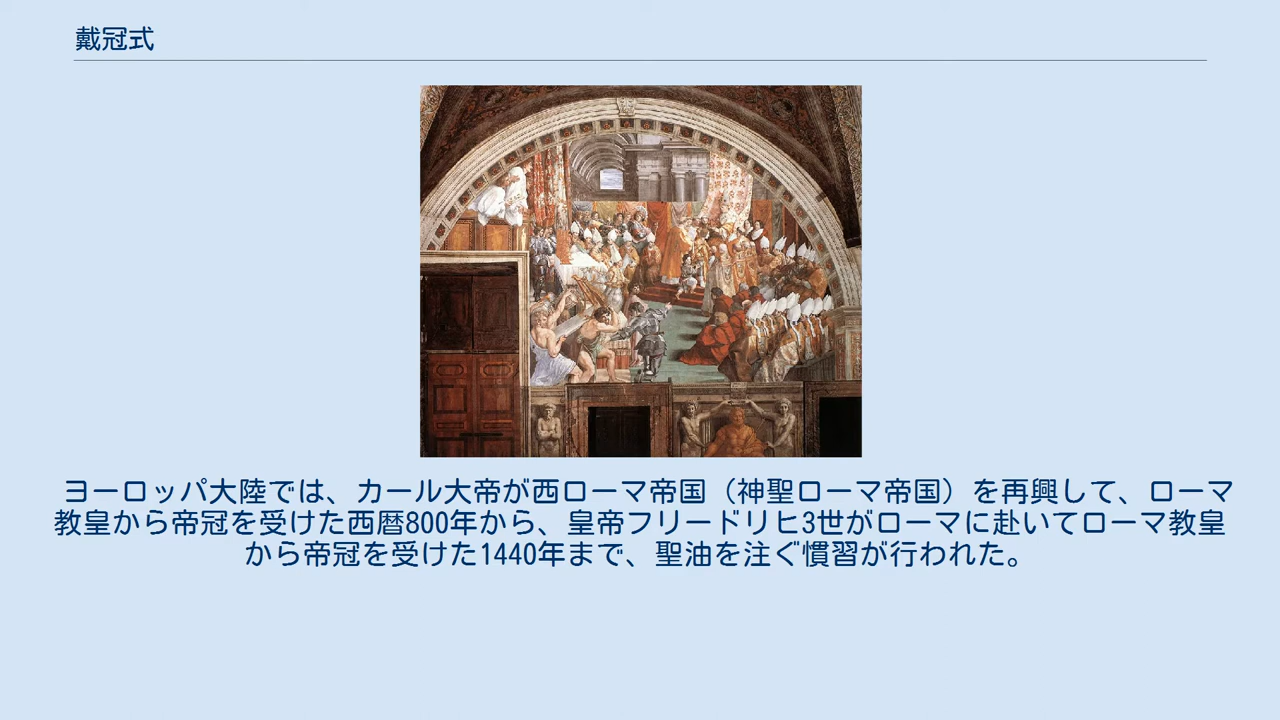 戴冠式
ヨーロッパ大陸では、カール大帝が西ローマ帝国（神聖ローマ帝国）を再興して、ローマ
教皇から帝冠を受けた西暦800年から、皇帝フリードリヒ3世がローマに赴いてローマ教皇
から帝冠を受けた1440年まで、聖油を注ぐ慣習が行われた。